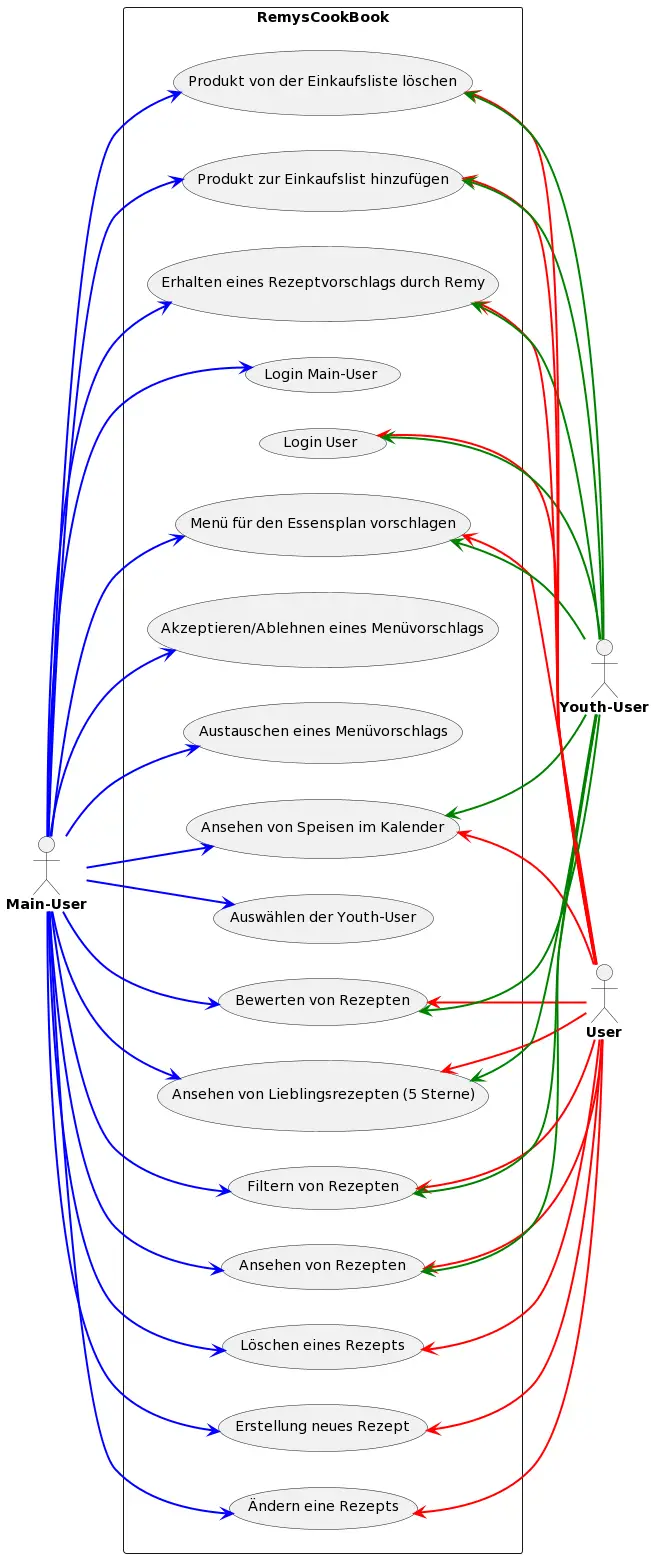 RemysCookBook
Produkt von der Einkaufsliste löschen
Produkt zur Einkaufslist hinzufügen
Erhalten eines Rezeptvorschlags durch Remy
Login Main-User
Login User
Menü für den Essensplan vorschlagen
Akzeptieren/Ablehnen eines Menüvorschlags
Youth-User
Austauschen eines Menüvorschlags
Ansehen von Speisen im Kalender
Main-User
Auswählen der Youth-User
Bewerten von Rezepten
User
Ansehen von Lieblingsrezepten (5 Sterne)
Filtern von Rezepten
Ansehen von Rezepten
Löschen eines Rezepts
Erstellung neues Rezept
Ändern eine Rezepts